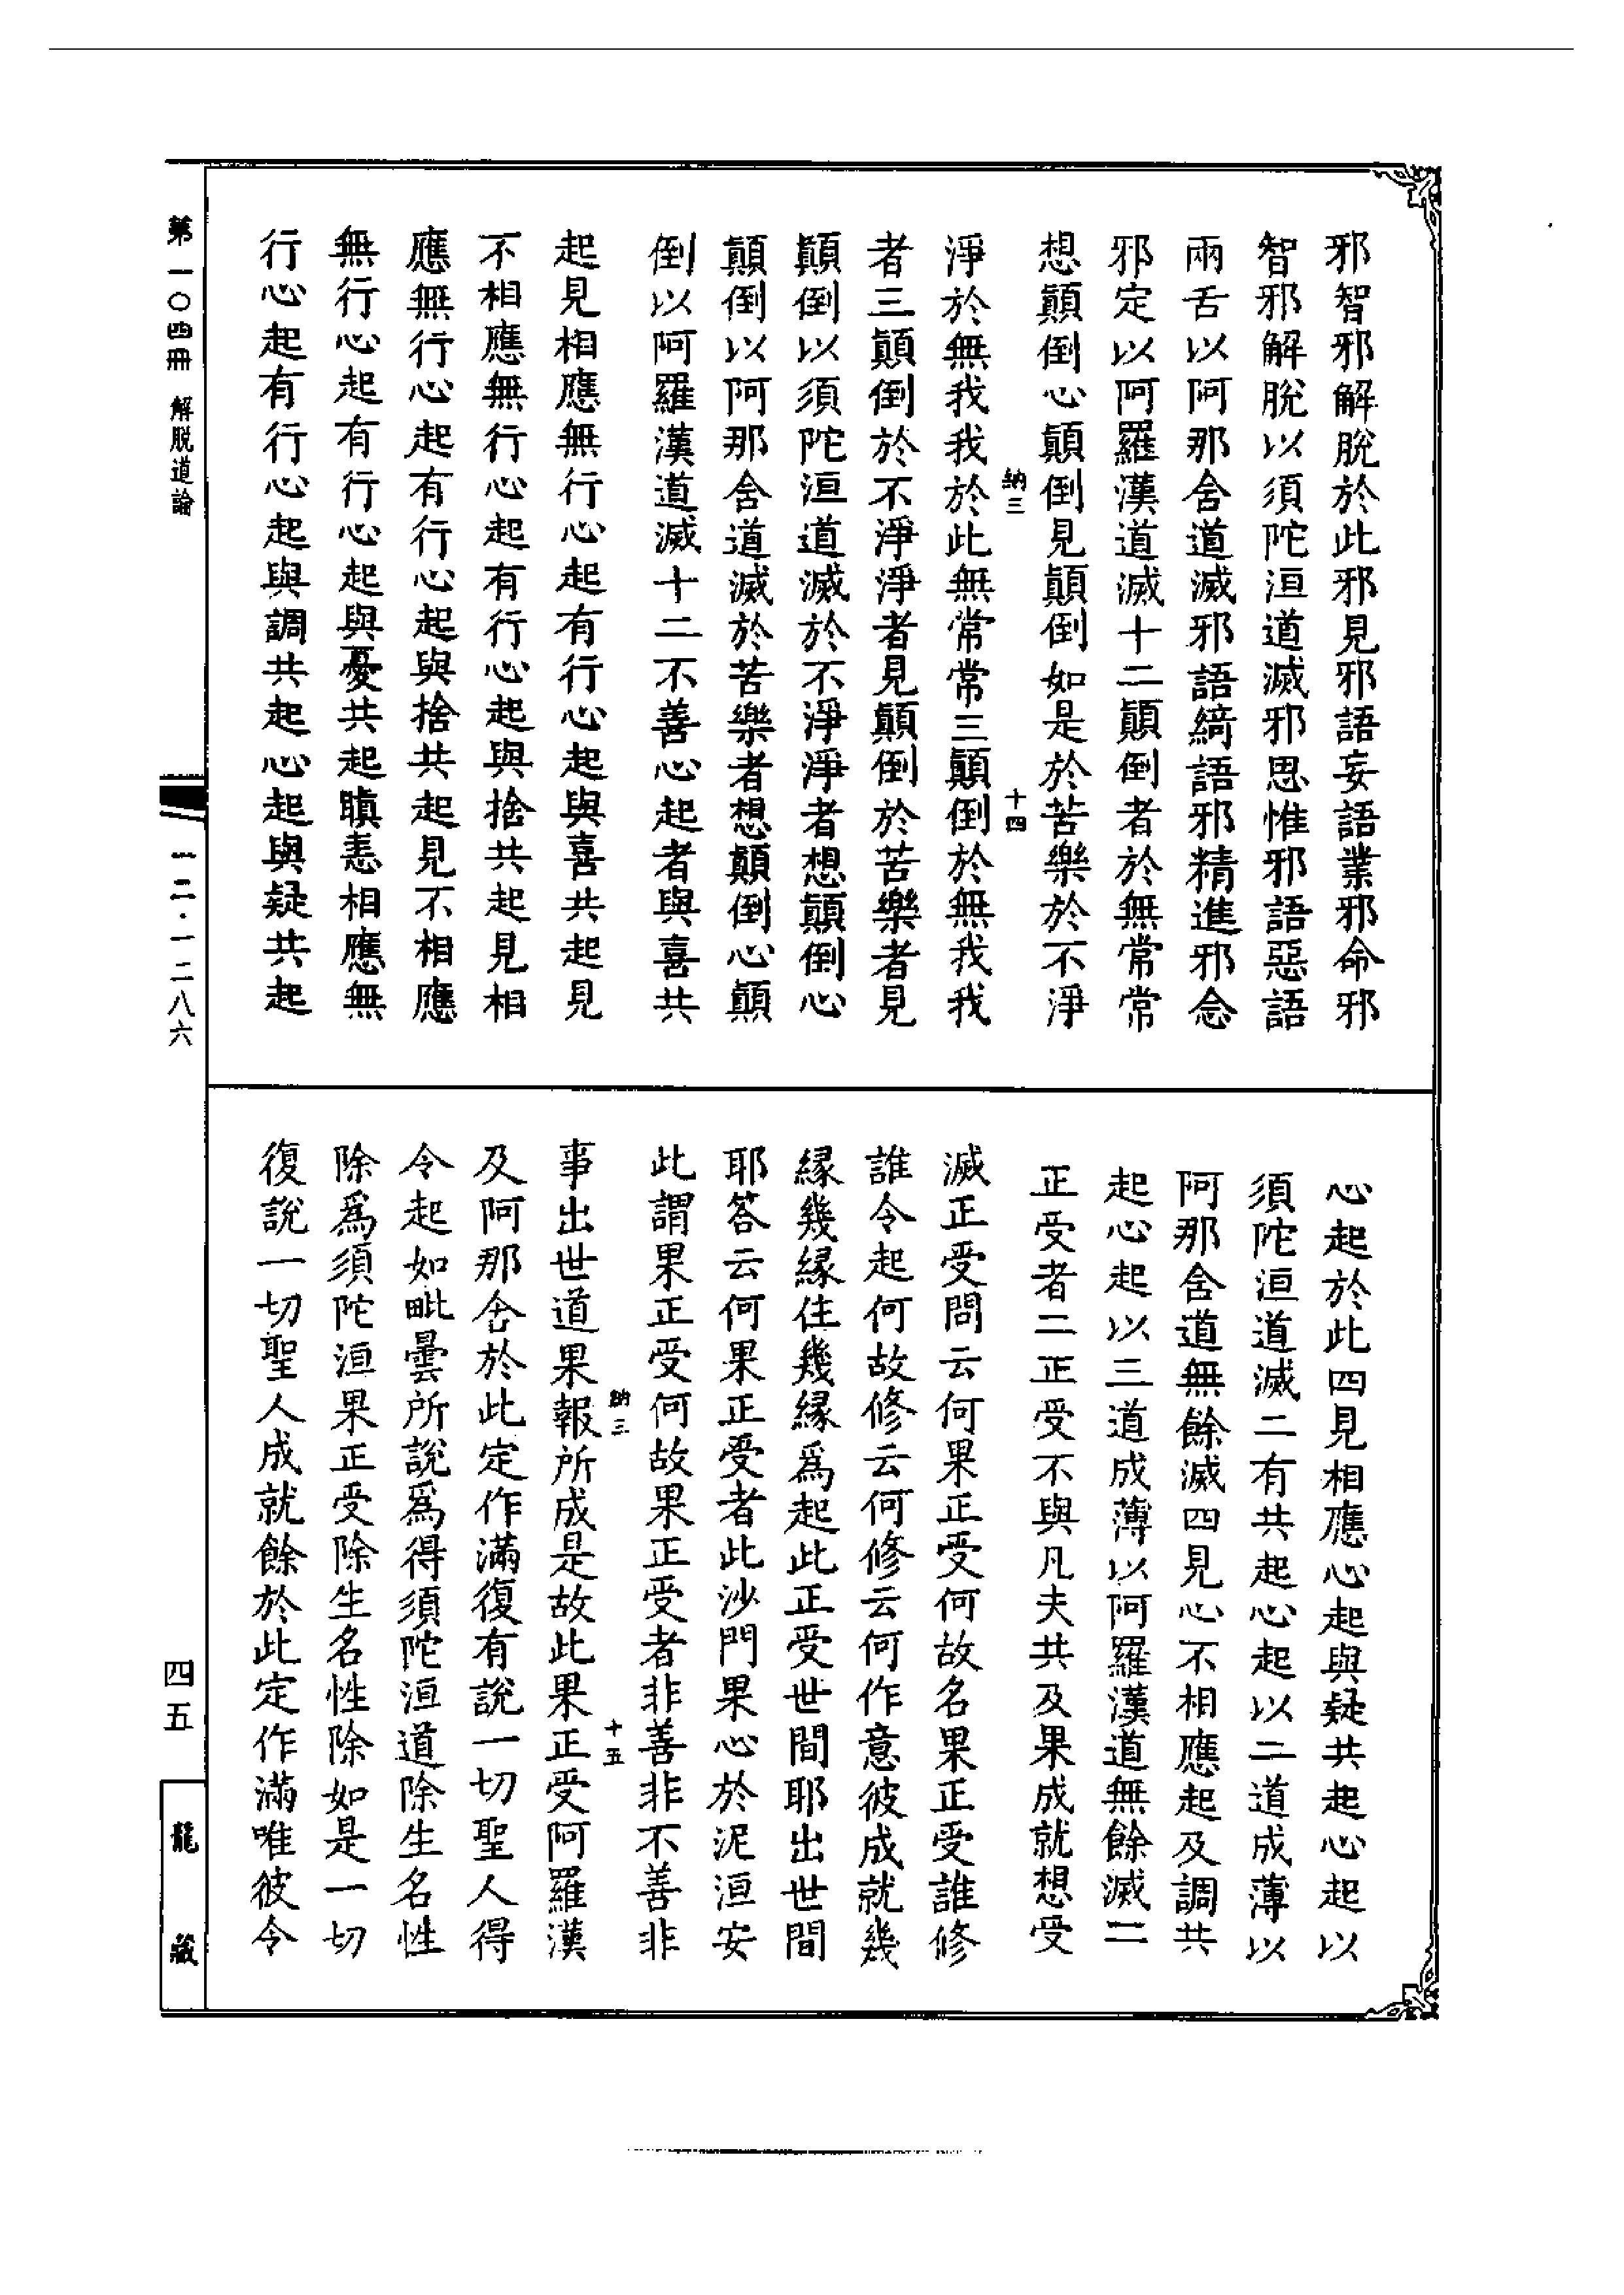 邪智邪解脫於此邪見邪語妄語業邪命邪
智邪解脫以須陀洹道滅邪思惟邪語惡語
兩舌以阿那含道滅邪語綺語邪精進邪念
邪定以阿羅漢道滅十二顛倒者於無常常
想顛倒心顛倒見顛倒如是於苦樂於不淨
納三
十四
淨於無我我於此無常常三顛倒於無我我
者三顛倒於不淨淨者見顛倒於苦樂者見
顛倒以須陀洹道滅於不淨淨者想顛倒心
顛倒以阿那含道滅於苦樂者想顛倒心顛
倒以阿羅漢道滅十二不善心起者與喜共
起見相應無行心起有行心起與喜共起見
不相應無行心起有行心起與捨共起見相
應無行心起有行心起與捨共起見不相應
無行心起有行心起與憂共起瞋恚相應無
行心起有行心起與調共起心起與疑共起
心起於此四見相應心起與疑共起心起以
須陀洹道滅二有共起心起以二道成薄以
阿那含道無餘滅四見心不相應起及調共
起心起以三道成薄以阿羅漢道無餘滅二
正受者二正受不與凡夫共及果成就想受
滅正受問云何果正受何故名果正受誰修
誰令起何故修云何修云何作意彼成就幾
緣幾緣住幾緣爲起此正受世間耶出世間
耶答云何果正受者此沙門果心於泥洹安
此謂果正受何故果正受者非善非不善非
納三
十五
事出世道果報所成是故此果正受阿羅漢
及阿那含於此定作滿復有說一切聖人得
令起如毗曇所說爲得須陀洹道除生名性
除爲須陀洹果正受除生名性除如是一切
復說一切聖人成就餘於此定作滿唯彼令
第一〇四冊 解脱道論
一二·一二八六
四五
龍藏